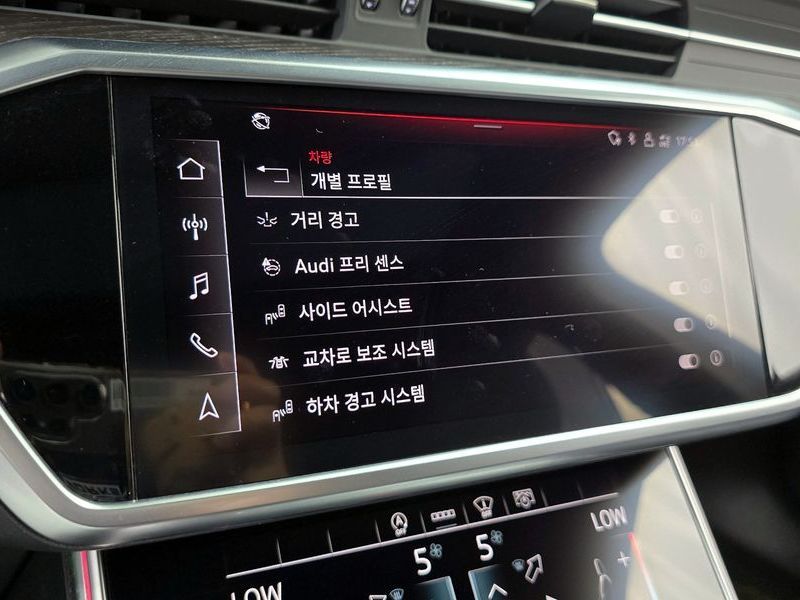 차량
개별 프로필
거리 경고
Audi 프리 센스
사이드 어시스트
교차로 보조 시스템
하차 경고 시스템
OFF
OFF
LOW
5
5
LOW